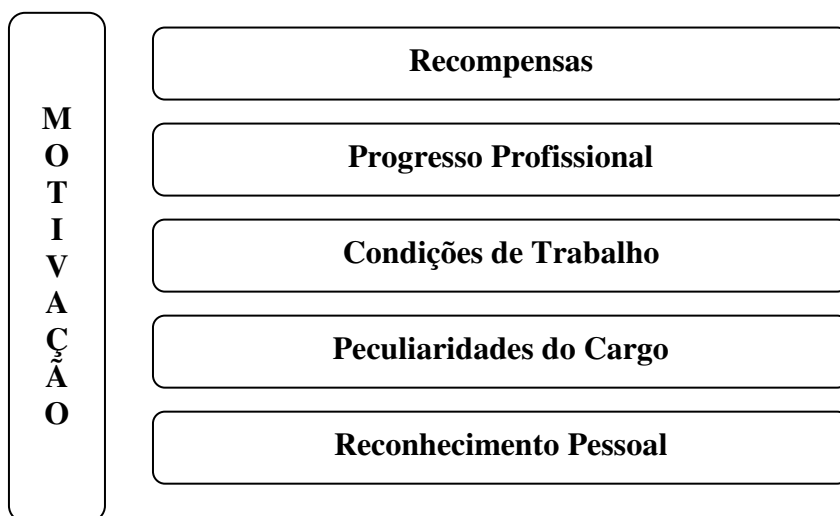 MOTIVAÇÃO
Recompensas
Progresso Profissional
Condições de Trabalho
Peculiaridades do Cargo
Reconhecimento Pessoal